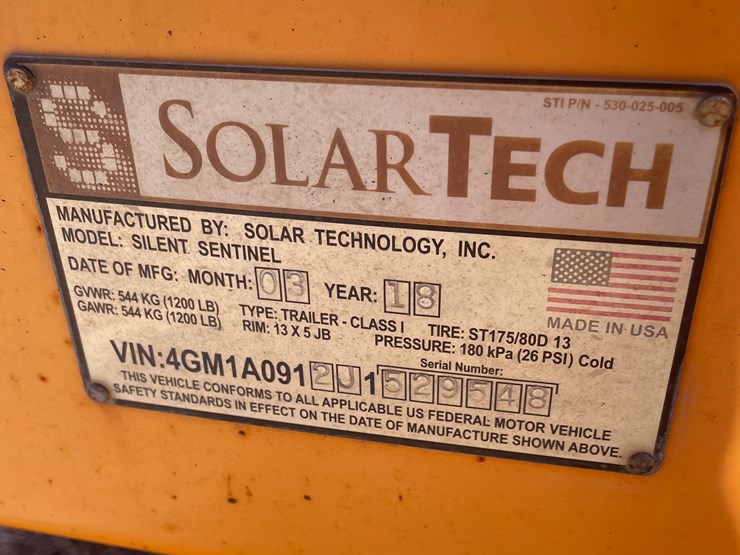 STI P/N - 530-025-005
SOLARTECH
MANUFACTURED BY: SOLAR TECHNOLOGY, INC.
MODEL: SILENT SENTINEL
DATE OF MFG: MONTH: 03 YEAR: 18
GVWR: 544 KG (1200 LB) TYPE: TRAILER - CLASS I TIRE: ST175/80D 13
GAWR: 544 KG (1200 LB) RIM: 13 X 5 JB PRESSURE: 180 kPa (26 PSI) Cold
MADE IN USA
Serial Number:
VIN:4GM1A0912J1529548
THIS VEHICLE CONFORMS TO ALL APPLICABLE US FEDERAL MOTOR VEHICLE
SAFETY STANDARDS IN EFFECT ON THE DATE OF MANUFACTURE SHOWN ABOVE.